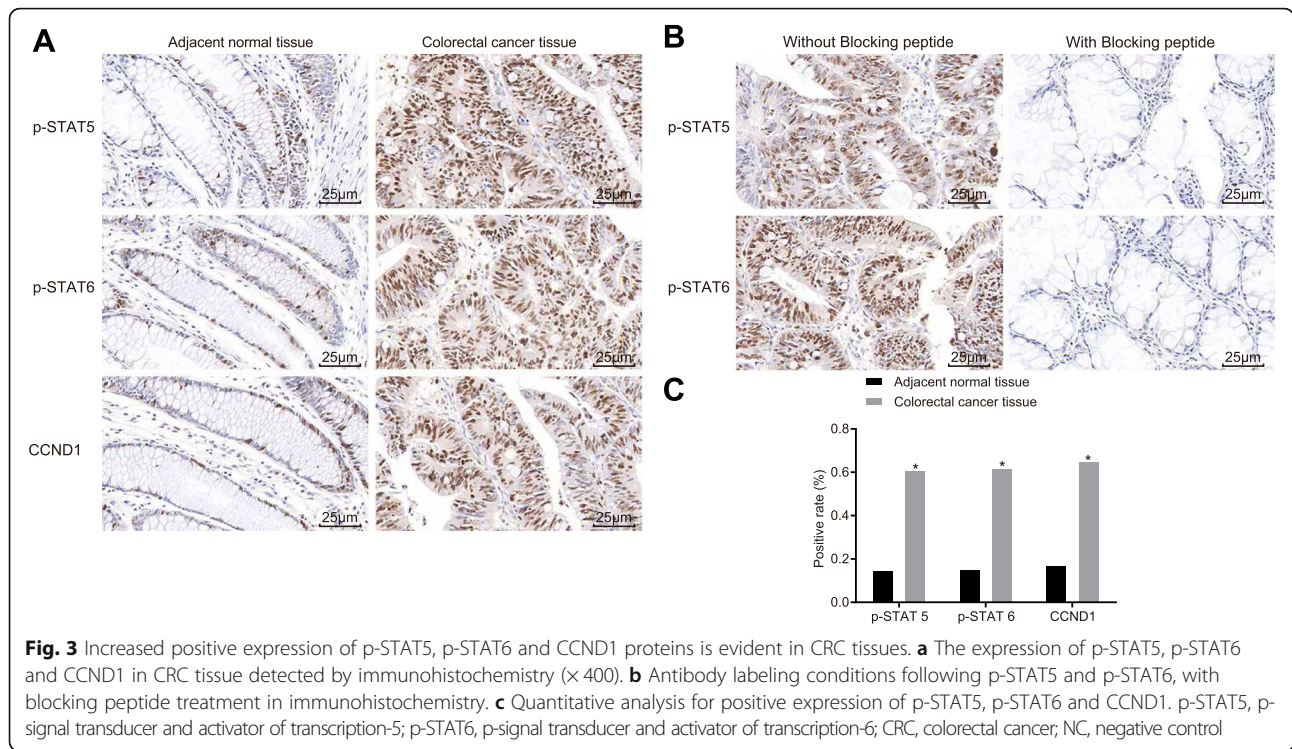 A
Adjacent normal tissue
Colorectal cancer tissue
p-STAT5
25μm
25μm
p-STAT6
25μm
25μm
CCND1
25μm
25μm
B
Without Blocking peptide
With Blocking peptide
p-STAT5
25μm
25μm
p-STAT6
25μm
25μm
C
Adjacent normal tissue
Colorectal cancer tissue
Positive rate (%)
0.8
0.6
0.4
0.2
0.0
*
*
*
p-STAT 5
p-STAT 6
CCND1
Fig. 3 Increased positive expression of p-STAT5, p-STAT6 and CCND1 proteins is evident in CRC tissues. a The expression of p-STAT5, p-STAT6
and CCND1 in CRC tissue detected by immunohistochemistry (× 400). b Antibody labeling conditions following p-STAT5 and p-STAT6, with
blocking peptide treatment in immunohistochemistry. c Quantitative analysis for positive expression of p-STAT5, p-STAT6 and CCND1. p-STAT5, p-
signal transducer and activator of transcription-5; p-STAT6, p-signal transducer and activator of transcription-6; CRC, colorectal cancer; NC, negative control